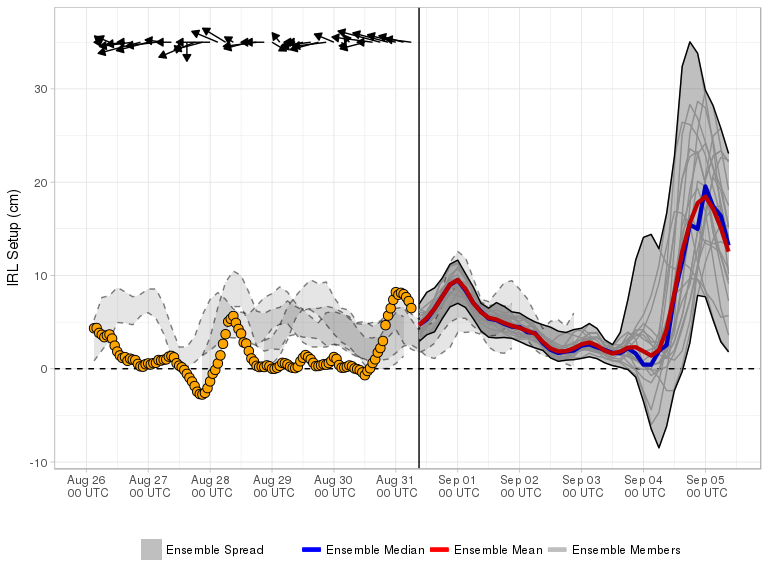 IRL Setup (cm)
30
20
10
0
-10
Aug 26 Aug 27 Aug 28 Aug 29 Aug 30 Aug 31 Sep 01 Sep 02 Sep 03 Sep 04 Sep 05
00 UTC 00 UTC 00 UTC 00 UTC 00 UTC 00 UTC 00 UTC 00 UTC 00 UTC 00 UTC 00 UTC
Ensemble Spread Ensemble Median Ensemble Mean Ensemble Members